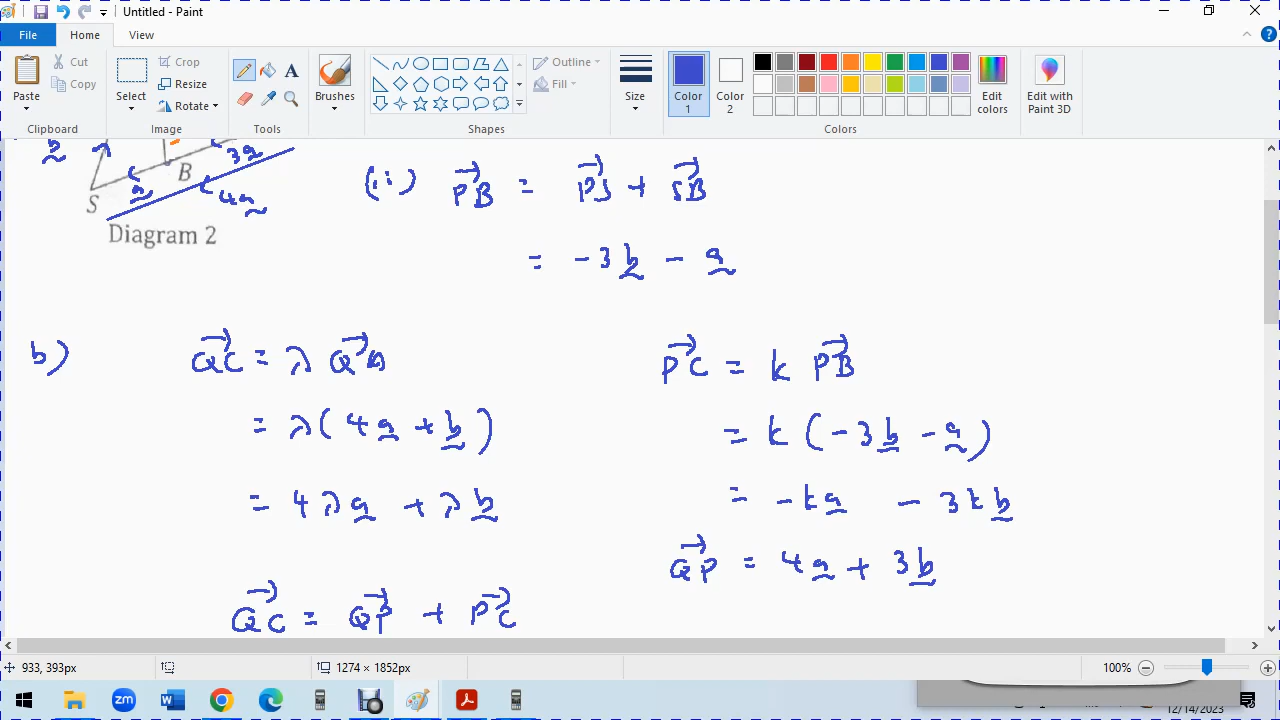 Untitled - Paint
File Home View
Paste Cut Copy Clipboard
Select Crop Resize Rotate Image
Tools
Brushes
Outline Fill Shapes
Size
Color 1 Color 2 Edit colors Colors
Edit with Paint 3D
b
3a
a
B
4a
S
Diagram 2
(ii) PB = PS + SB
= -3b - a
b)
QC = λ QA
= λ(4a + b)
= 4λa + λb
PC = k PB
= k(-3b - a)
= -ka - 3kb
QP = 4a + 3b
QC = QP + PC
933, 393px
1274 × 1852px
100%
zm
12/14/2023